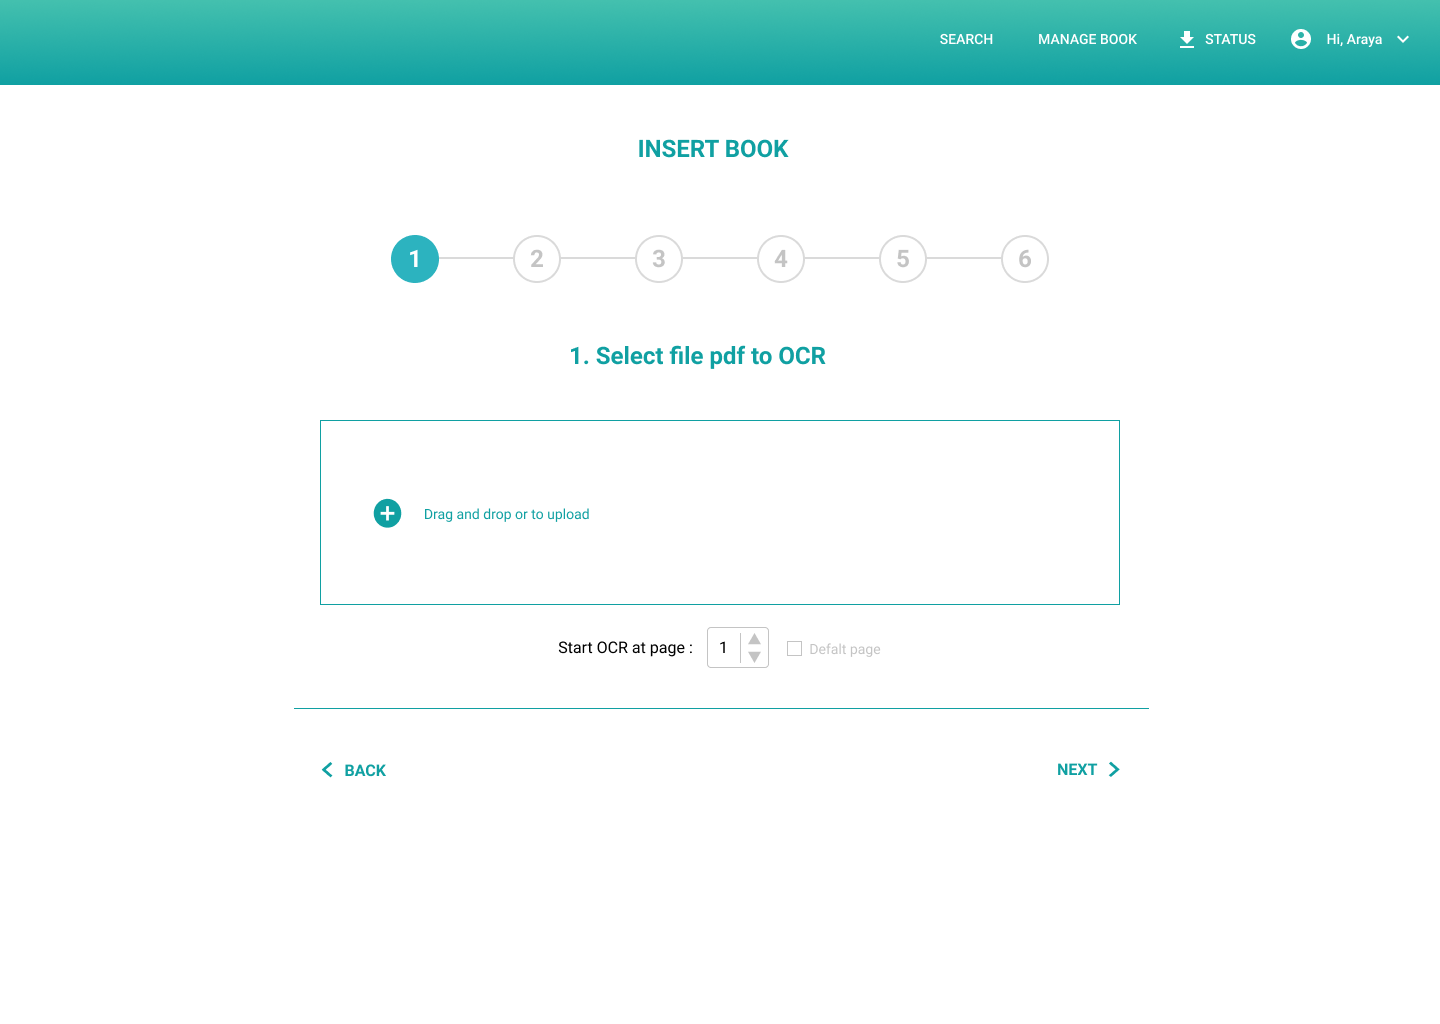 SEARCH MANAGE BOOK STATUS Hi, Araya
INSERT BOOK
1 2 3 4 5 6
1. Select file pdf to OCR
Drag and drop or to upload
Start OCR at page : 1 Defalt page
BACK NEXT